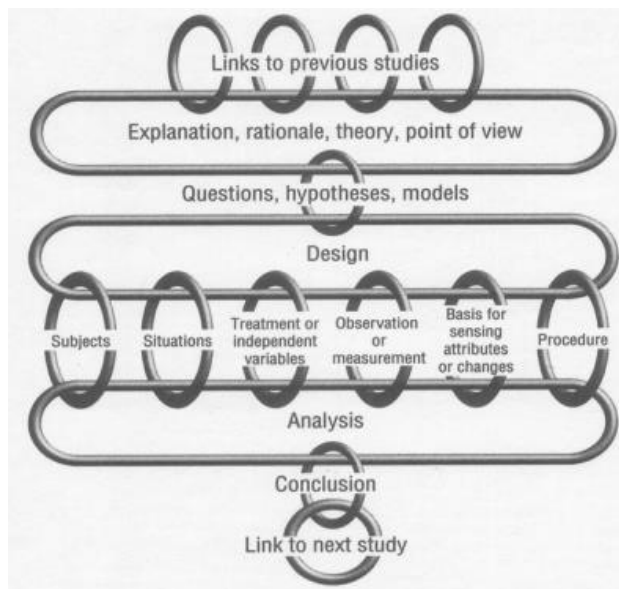 Links to previous studies
Explanation, rationale, theory, point of view
Questions, hypotheses, models
Design
Subjects
Situations
Treatment or
independent
variables
Observation
or
measurement
Basis for
sensing
attributes
or changes
Procedure
Analysis
Conclusion
Link to next study